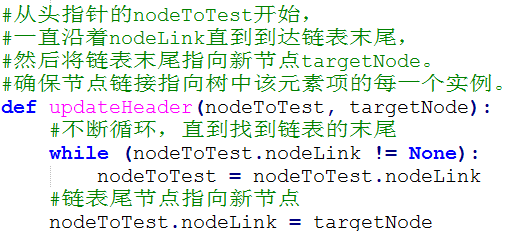 #从头指针的nodeToTest开始，
#一直沿着nodeLink直到到达链表末尾，
#然后将链表末尾指向新节点targetNode。
#确保节点链接指向树中该元素项的每一个实例。
def updateHeader(nodeToTest, targetNode):
    #不断循环，直到找到链表的末尾
    while (nodeToTest.nodeLink != None):
        nodeToTest = nodeToTest.nodeLink
    #链表尾节点指向新节点
    nodeToTest.nodeLink = targetNode